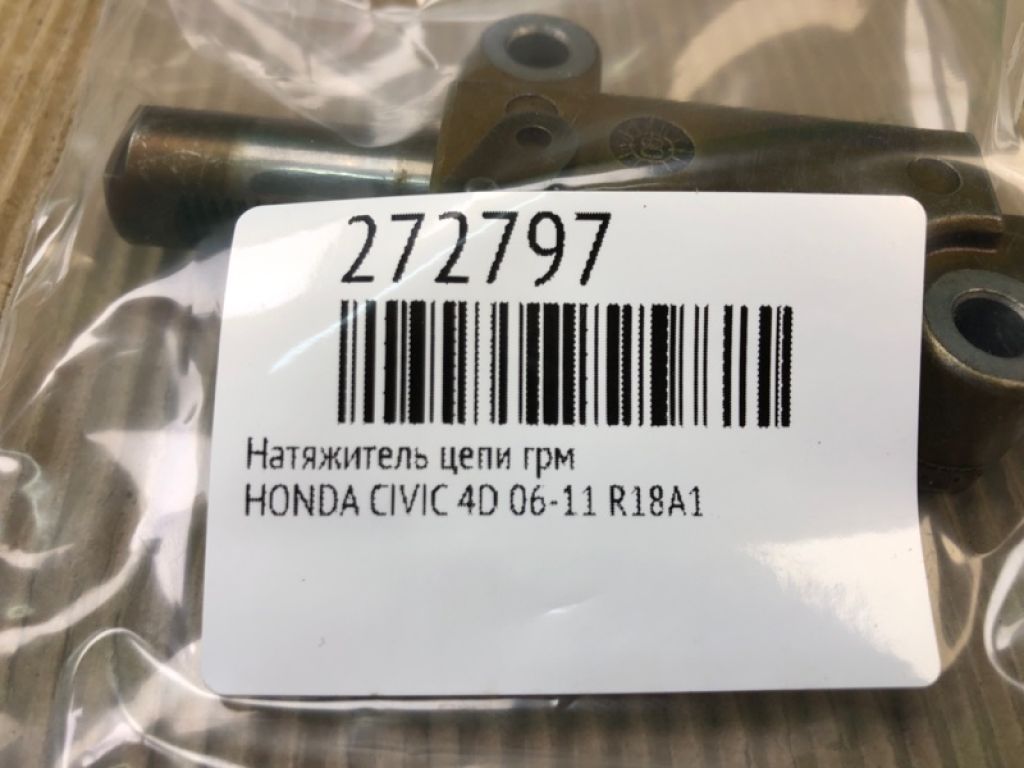 272797
Натяжитель цепи грм
HONDA CIVIC 4D 06-11 R18A1